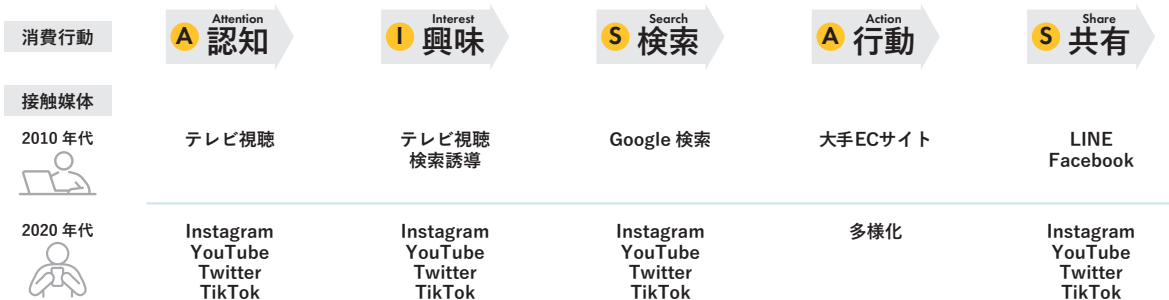 消費行動
Attention
A 認知
Interest
I 興味
Search
S 検索
Action
A 行動
Share
S 共有
接触媒体
2010 年代
テレビ視聴
テレビ視聴
検索誘導
Google 検索
大手ECサイト
LINE
Facebook
2020 年代
Instagram
YouTube
Twitter
TikTok
Instagram
YouTube
Twitter
TikTok
Instagram
YouTube
Twitter
TikTok
多様化
Instagram
YouTube
Twitter
TikTok